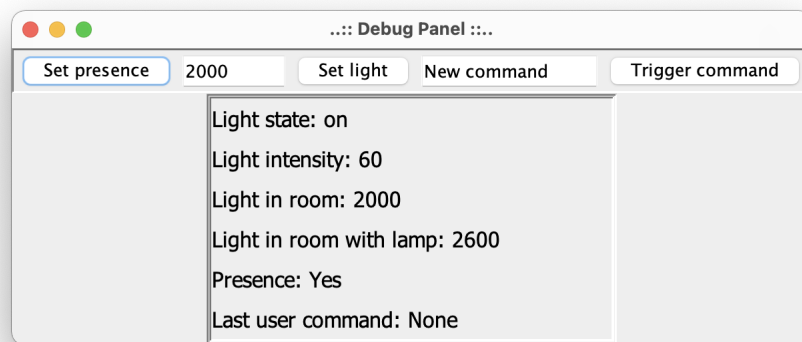 ..:: Debug Panel ::..
Set presence 2000 Set light New command Trigger command
Light state: on
Light intensity: 60
Light in room: 2000
Light in room with lamp: 2600
Presence: Yes
Last user command: None